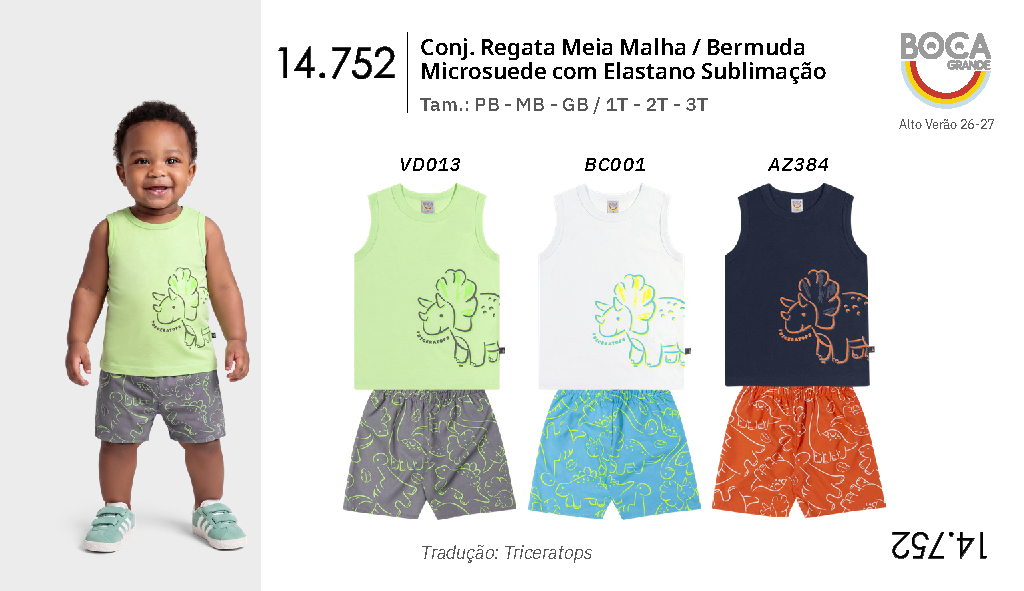 14.752
Conj. Regata Meia Malha / Bermuda
Microsuede com Elastano Sublimação
Tam.: PB - MB - GB / 1T - 2T - 3T
BOCA
GRANDE
Alto Verão 26-27
VD013
BC001
AZ384
TRICERATOPS
TRICERATOPS
TRICERATOPS
TRICERATOPS
Tradução: Triceratops
14.752